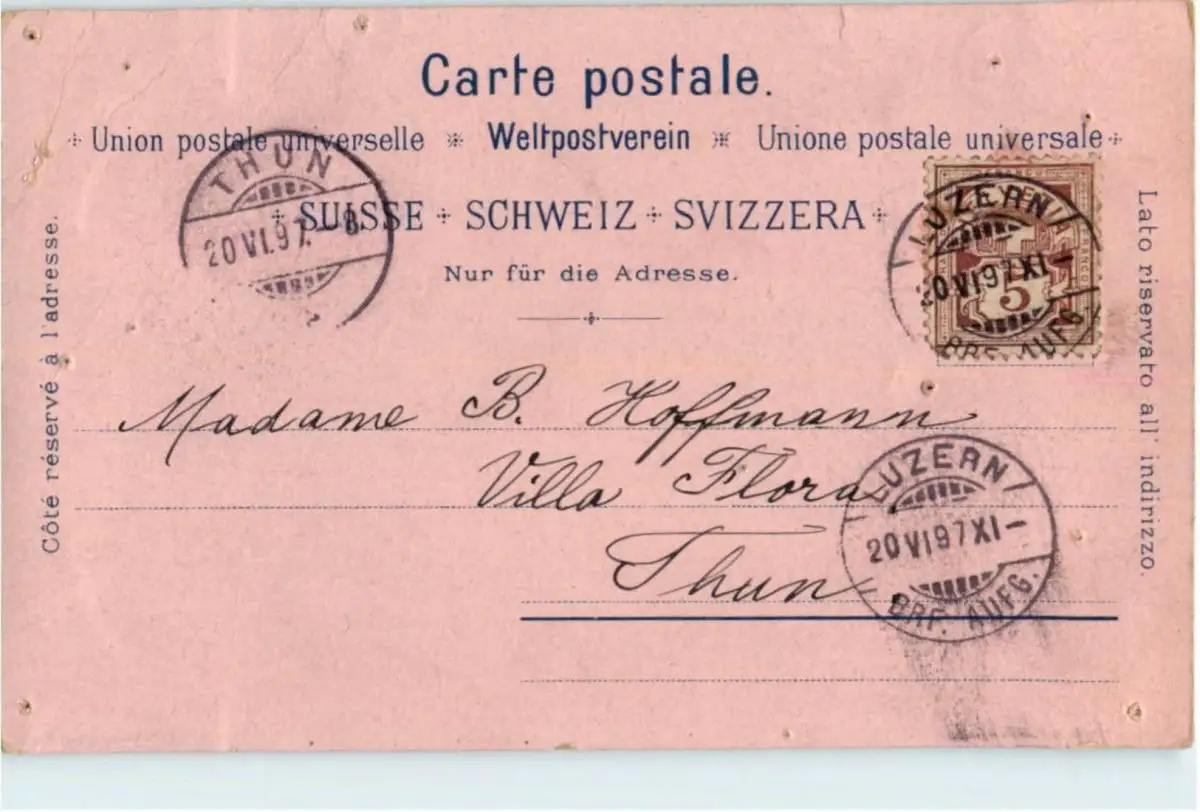 Carte postale.
Union postale universelle * Weltpostverein * Unione postale universale
SUISSE + SCHWEIZ + SVIZZERA
Nur für die Adresse.
Côté réservé à l'adresse.
Lato riservato all' indirizzo.
THUN
20 VI.97. 8
LUZERN
20 VI 97 XI –
BRF. AUFG.
FRANCO
5
Madame B. Hoffmann
Villa Flora
Thun
LUZERN
20 VI 97 XI –
BRF. AUFG.